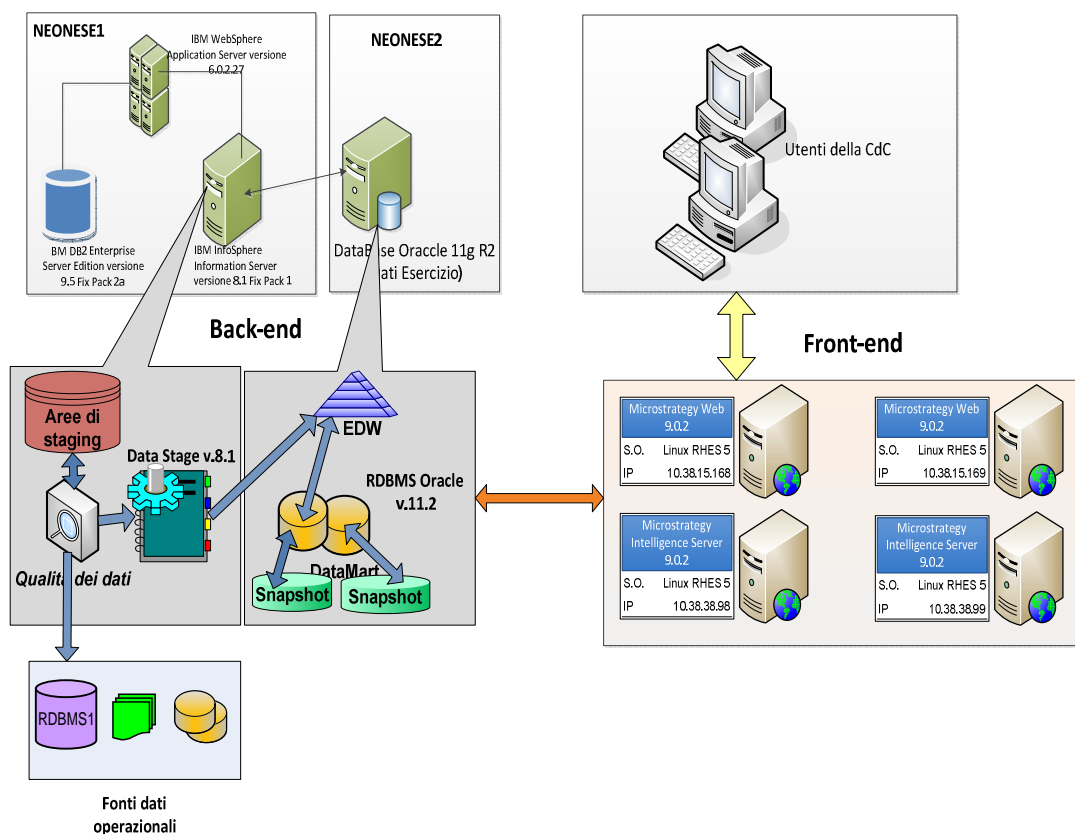 NEONESE1
IBM WebSphere
Application Server versione
6.0.2.27
BM DB2 Enterprise
Server Edition versione
9.5 Fix Pack 2a
IBM InfoSphere
Information Server
versione 8.1 Fix Pack 1
NEONESE2
DataBase Oraccle 11g R2
ati Esercizio)
Utenti della CdC
Back-end
Front-end
Aree di
staging
Data Stage v.8.1
Qualità dei dati
EDW
RDBMS Oracle
v.11.2
DataMart
Snapshot
Snapshot
Microstrategy Web
9.0.2
S.O. Linux RHES 5
IP 10.38.15.168
Microstrategy Web
9.0.2
S.O. Linux RHES 5
IP 10.38.15.169
Microstrategy
Intelligence Server
9.0.2
S.O. Linux RHES 5
IP 10.38.38.98
Microstrategy
Intelligence Server
9.0.2
S.O. Linux RHES 5
IP 10.38.38.99
RDBMS1
Fonti dati
operazionali